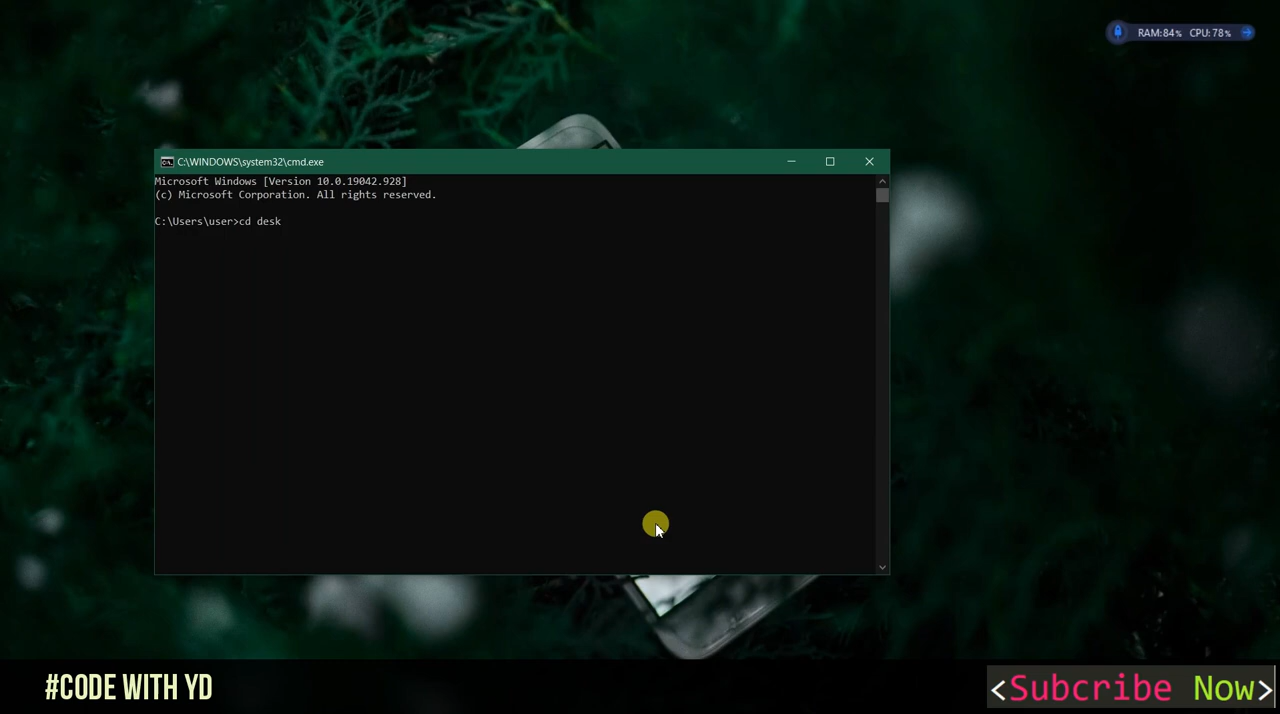 RAM:84% CPU:78%
C:\WINDOWS\system32\cmd.exe
Microsoft Windows [Version 10.0.19042.928]
(c) Microsoft Corporation. All rights reserved.
C:\Users\user>cd desk
#CODE WITH YD
<Subcribe Now>